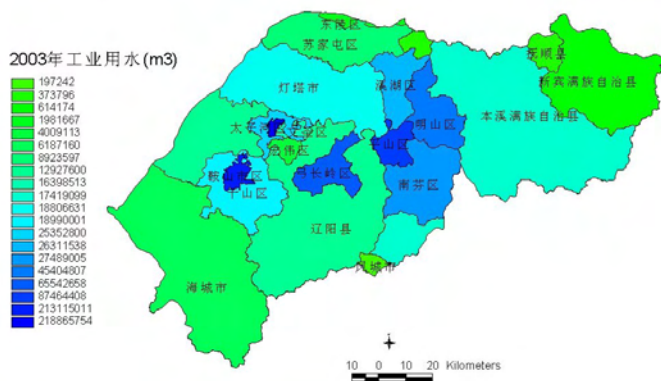 2003年工业用水(m3)
197242
373796
614174
1981667
4009113
6187160
8923597
12927600
16398513
17419099
18806631
18990001
25352800
26311538
27489005
45404807
65542658
87464408
213115011
218865754
东陵区
苏家屯区
抚顺县
新宾满族自治县
灯塔市
溪湖区
明山区
本溪满族自治县
弓长岭区
南芬区
鞍山市区
千山区
辽阳县
凤城市
海城市
10 0 10 20 Kilometers